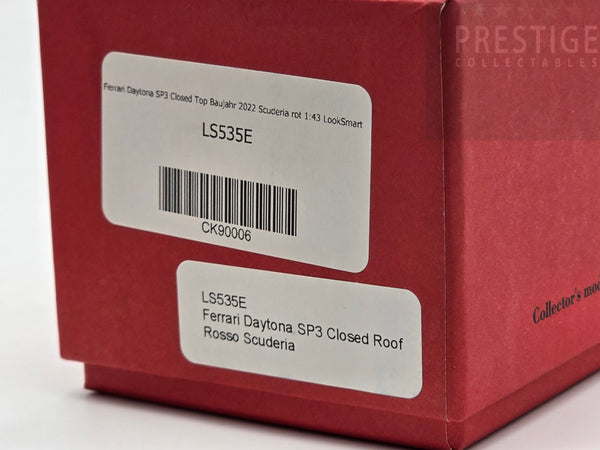 PRESTIGE
COLLECTABLES
Ferrari Daytona SP3 Closed Top Baujahr 2022 Scuderia rot 1:43 LookSmart
LS535E
CK90006
LS535E
Ferrari Daytona SP3 Closed Roof
Rosso Scuderia
Collector's